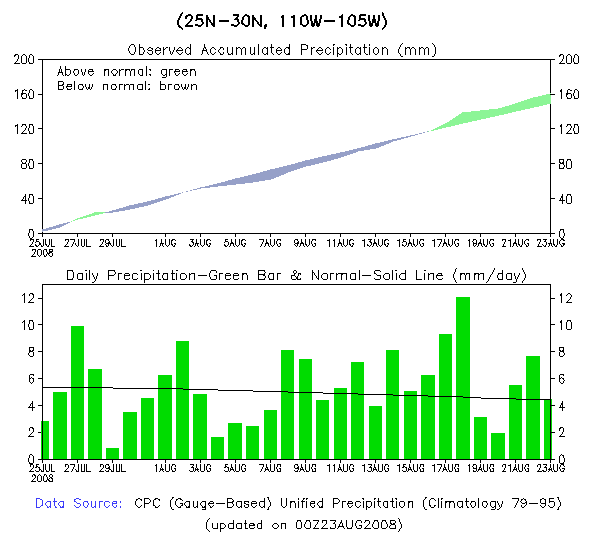 (25N-30N, 110W-105W)
Observed Accumulated Precipitation (mm)
Above normal: green
Below normal: brown
200 200
160 160
120 120
80 80
40 40
0 0
25JUL 27JUL 29JUL 1AUG 3AUG 5AUG 7AUG 9AUG 11AUG 13AUG 15AUG 17AUG 19AUG 21AUG 23AUG
2008
Daily Precipitation-Green Bar & Normal-Solid Line (mm/day)
12 12
10 10
8 8
6 6
4 4
2 2
0 0
25JUL 27JUL 29JUL 1AUG 3AUG 5AUG 7AUG 9AUG 11AUG 13AUG 15AUG 17AUG 19AUG 21AUG 23AUG
2008
Data Source: CPC (Gauge-Based) Unified Precipitation (Climatology 79-95)
(updated on 00Z23AUG2008)